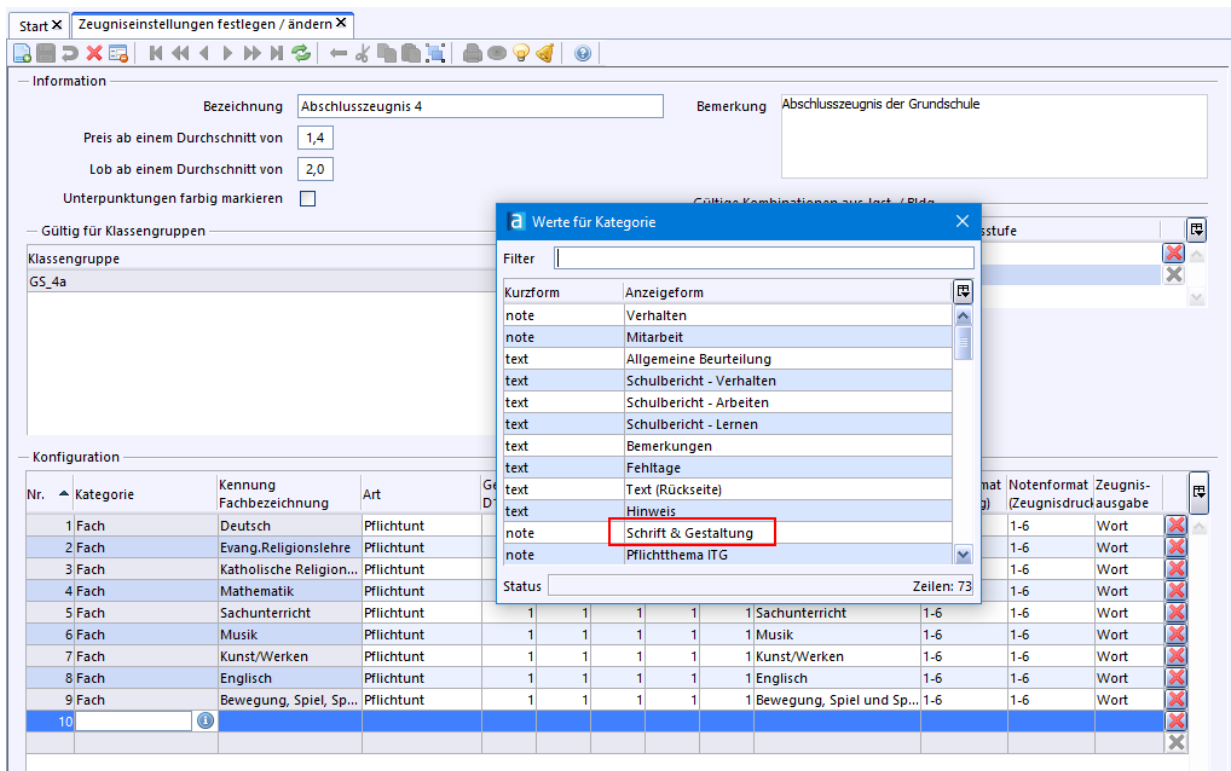 Start X Zeugniseinstellungen festlegen / ändern X
Information
Bezeichnung Abschlusszeugnis 4 Bemerkung Abschlusszeugnis der Grundschule
Preis ab einem Durchschnitt von 1,4
Lob ab einem Durchschnitt von 2,0
Unterpunktungen farbig markieren
Gültig für Klassengruppen
Klassengruppe
GS_4a
a Werte für Kategorie
Filter
Kurzform Anzeigeform
note Verhalten
note Mitarbeit
text Allgemeine Beurteilung
text Schulbericht - Verhalten
text Schulbericht - Arbeiten
text Schulbericht - Lernen
text Bemerkungen
text Fehltage
text Text (Rückseite)
text Hinweis
note Schrift & Gestaltung
note Pflichtthema ITG
Status Zeilen: 73
Konfiguration
Nr. Kategorie Kennung Fachbezeichnung Art Notenformat (Zeugnisdruck Zeugnis-ausgabe
1 Fach Deutsch Pflichtunt 1-6 Wort
2 Fach Evang.Religionslehre Pflichtunt 1-6 Wort
3 Fach Katholische Religion... Pflichtunt 1-6 Wort
4 Fach Mathematik Pflichtunt 1-6 Wort
5 Fach Sachunterricht Pflichtunt 1 1 1 1 1 Sachunterricht 1-6 1-6 Wort
6 Fach Musik Pflichtunt 1 1 1 1 1 Musik 1-6 1-6 Wort
7 Fach Kunst/Werken Pflichtunt 1 1 1 1 1 Kunst/Werken 1-6 1-6 Wort
8 Fach Englisch Pflichtunt 1 1 1 1 1 Englisch 1-6 1-6 Wort
9 Fach Bewegung, Spiel, Sp... Pflichtunt 1 1 1 1 1 Bewegung, Spiel und Sp... 1-6 1-6 Wort
10